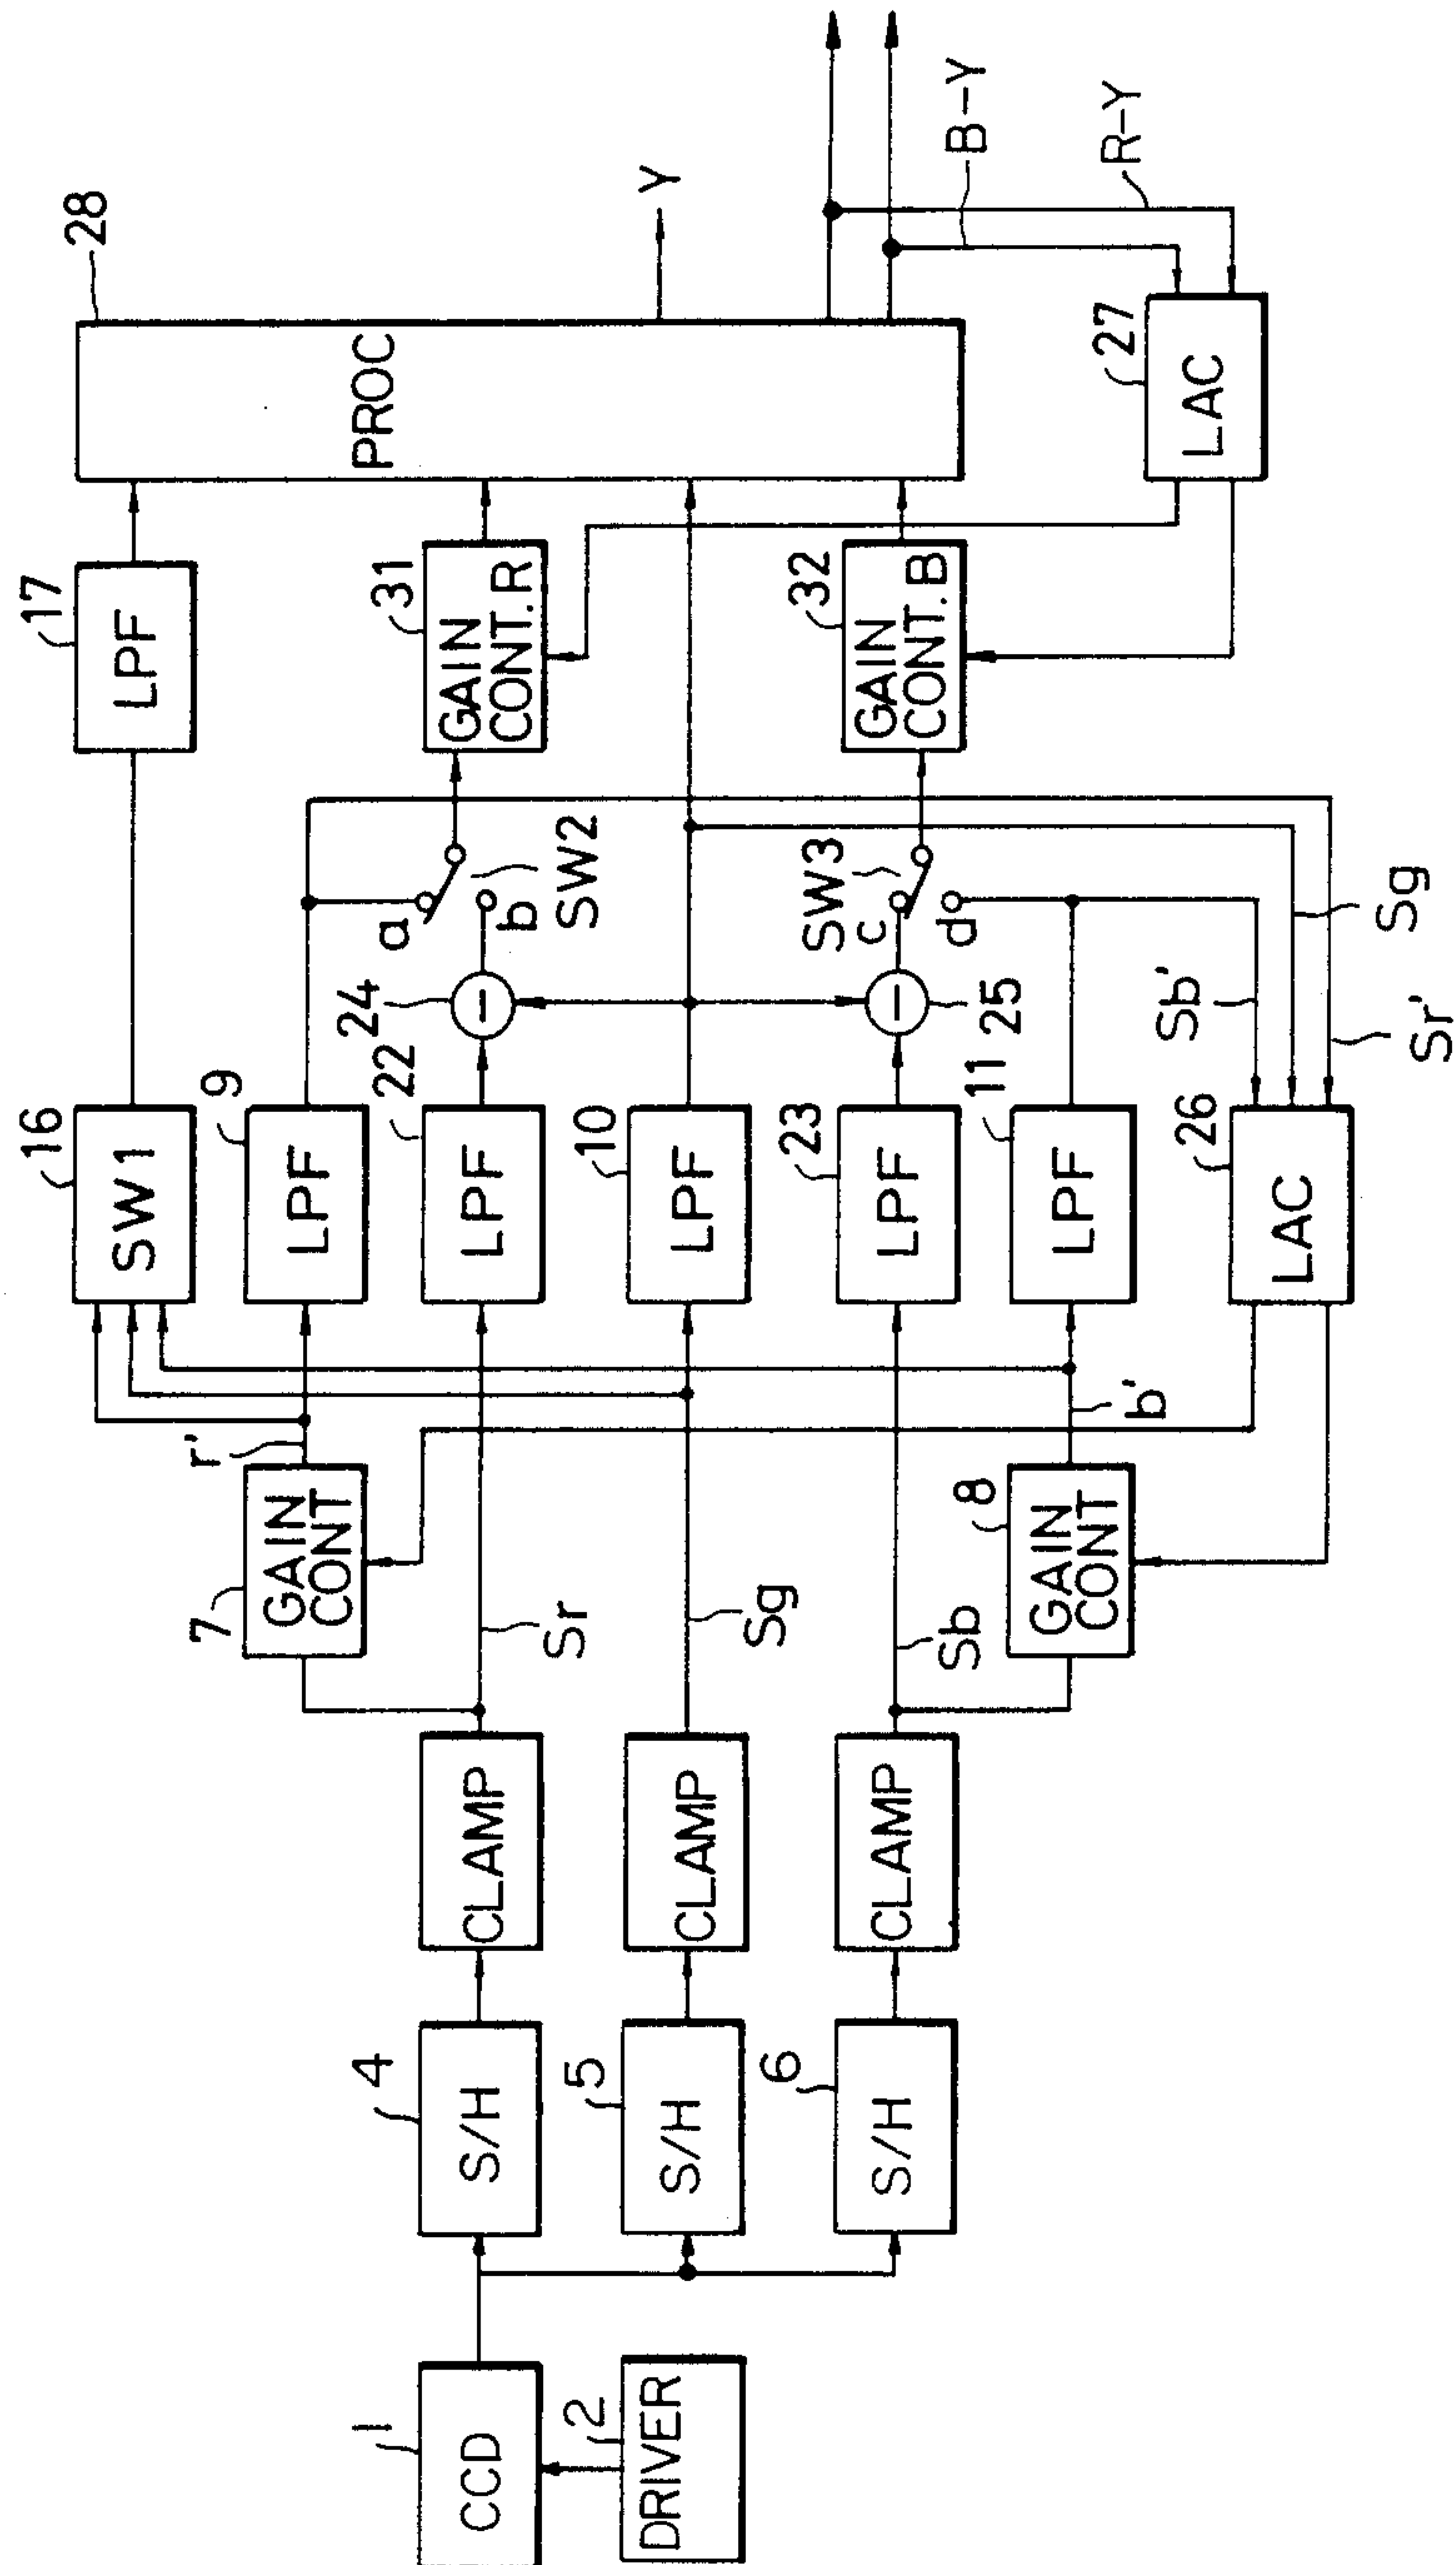 1
CCD
2
DRIVER
4
S/H
5
S/H
6
S/H
CLAMP
CLAMP
CLAMP
Sr
Sg
Sb
7
GAIN
CONT
r'
8
GAIN
CONT
b'
16
SW1
9
LPF
22
LPF
10
LPF
23
LPF
11
LPF
26
LAC
24
−
25
−
a
b
SW2
SW3
c
d
Sb'
Sg
Sr'
17
LPF
31
GAIN
CONT. R
32
GAIN
CONT. B
28
PROC
27
LAC
Y
B-Y
R-Y